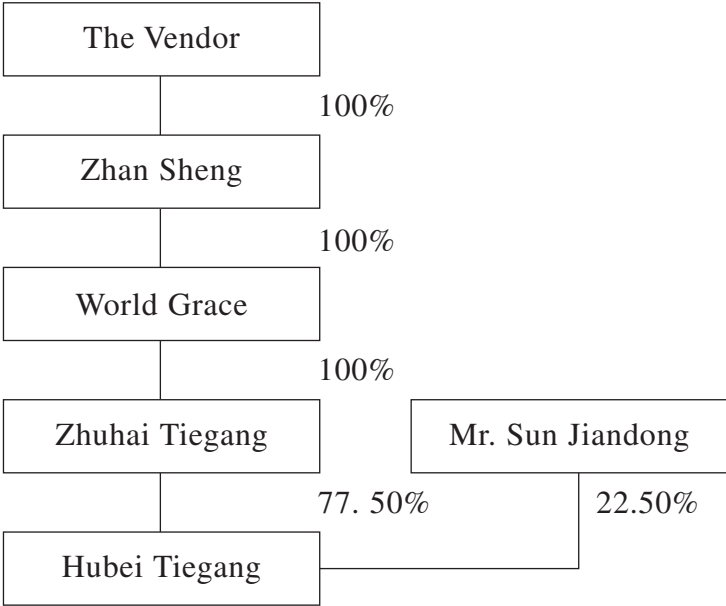 The Vendor
100%
Zhan Sheng
100%
World Grace
100%
Zhuhai Tiegang
Mr. Sun Jiandong
77. 50%
22.50%
Hubei Tiegang